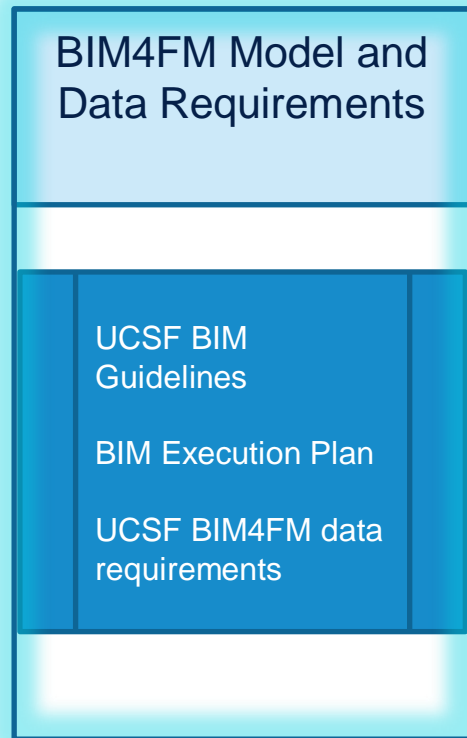 BIM4FM Model and
Data Requirements
UCSF BIM
Guidelines
BIM Execution Plan
UCSF BIM4FM data
requirements